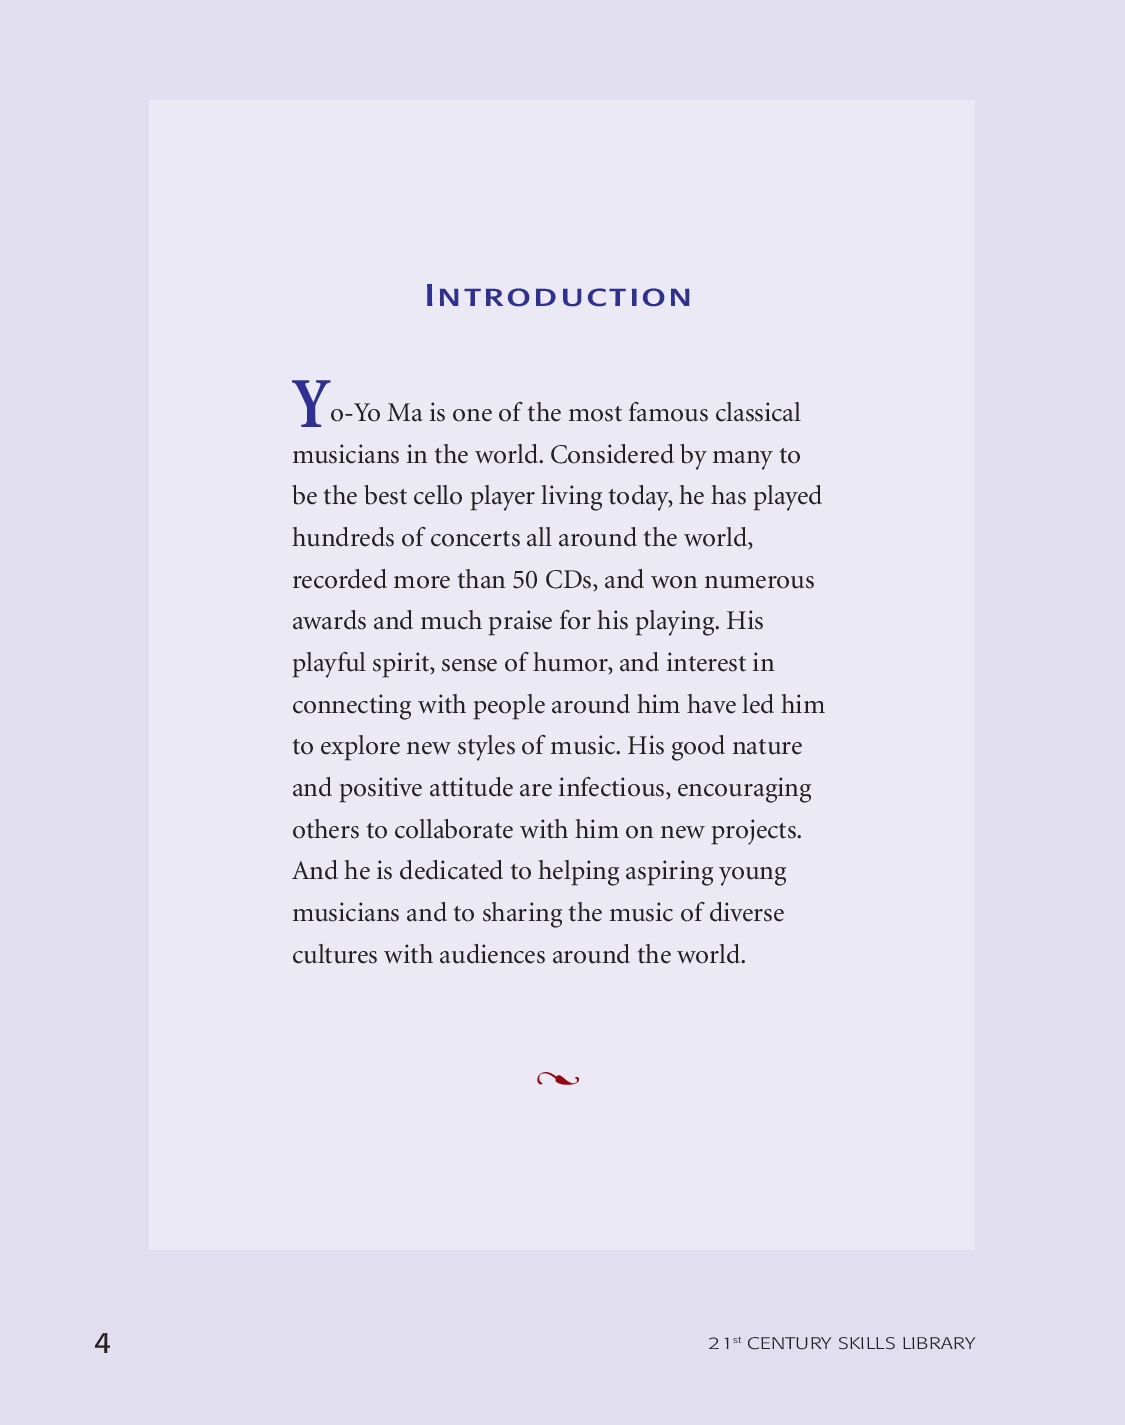 INTRODUCTION
Yo-Yo Ma is one of the most famous classical
musicians in the world. Considered by many to
be the best cello player living today, he has played
hundreds of concerts all around the world,
recorded more than 50 CDs, and won numerous
awards and much praise for his playing. His
playful spirit, sense of humor, and interest in
connecting with people around him have led him
to explore new styles of music. His good nature
and positive attitude are infectious, encouraging
others to collaborate with him on new projects.
And he is dedicated to helping aspiring young
musicians and to sharing the music of diverse
cultures with audiences around the world.
4
21st CENTURY SKILLS LIBRARY